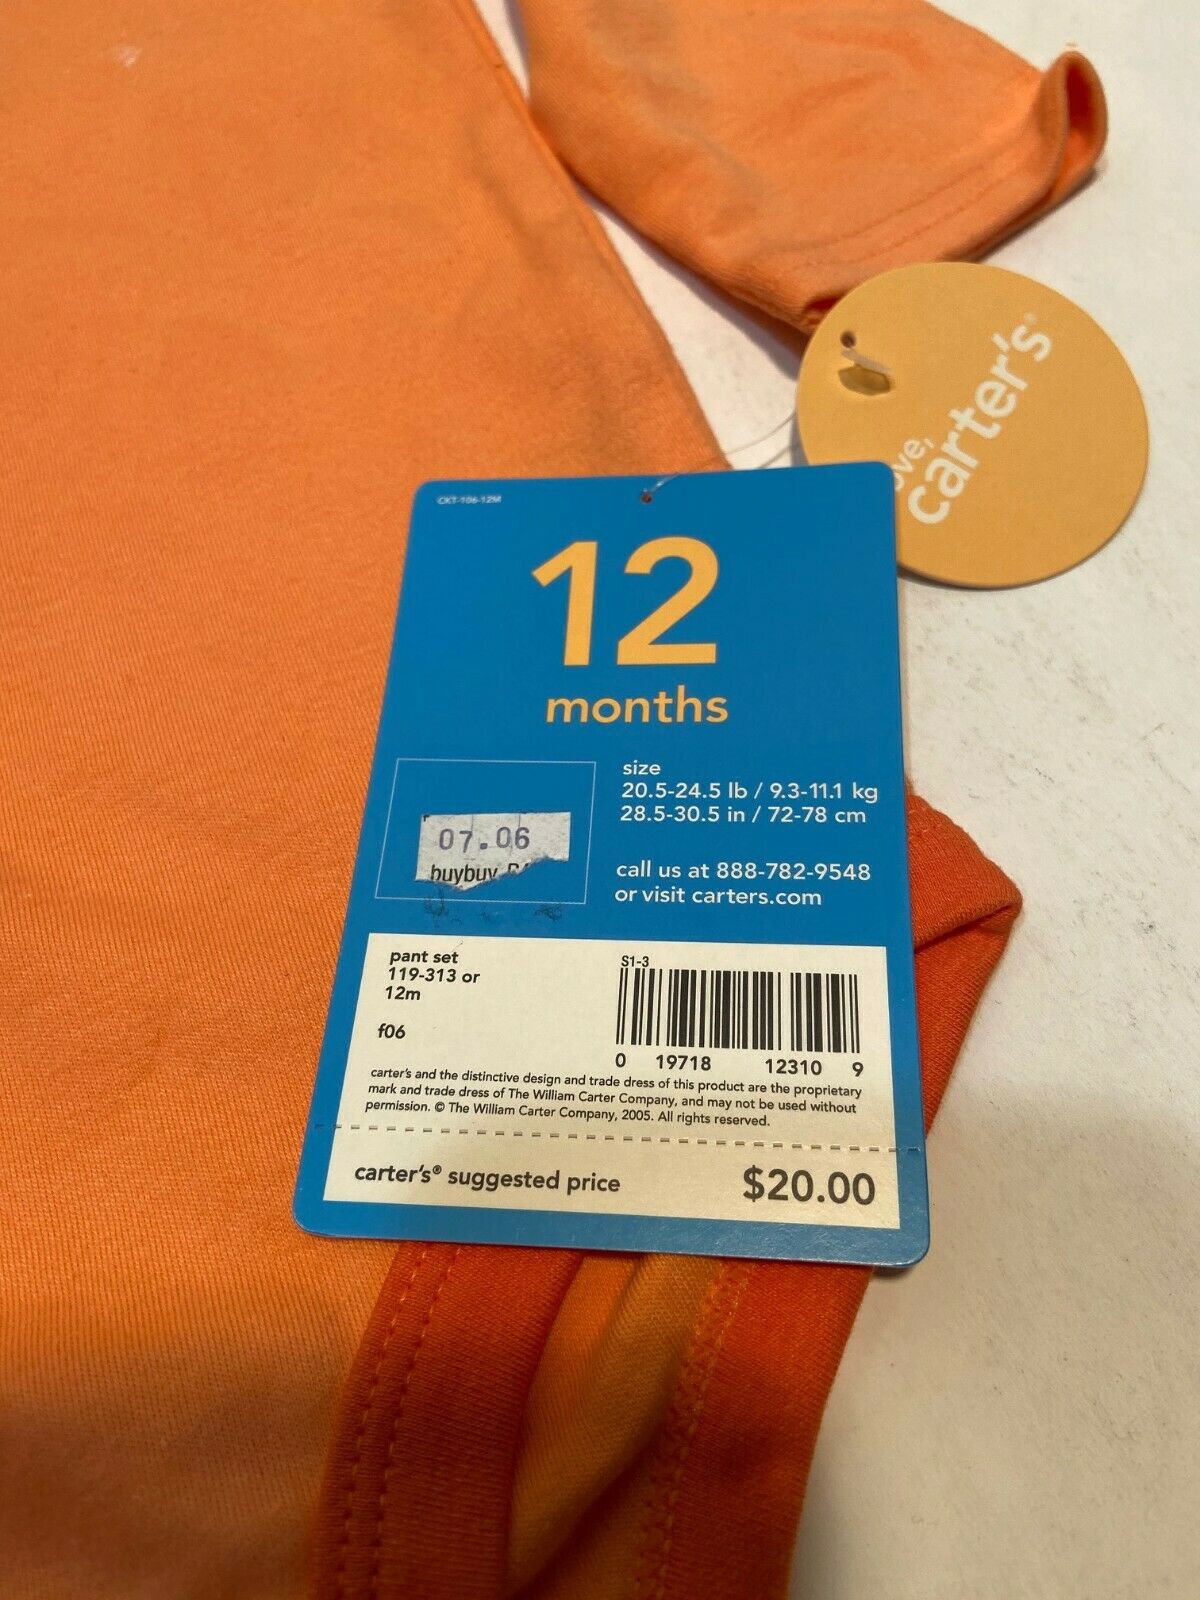 carter's®
CKT-106-12M
12
months
size
20.5-24.5 lb / 9.3-11.1 kg
28.5-30.5 in / 72-78 cm
07.06
buybuy
call us at 888-782-9548
or visit carters.com
pant set
119-313 or
12m
f06
S1-3
0 19718 12310 9
carter's and the distinctive design and trade dress of this product are the proprietary
mark and trade dress of The William Carter Company, and may not be used without
permission. © The William Carter Company, 2005. All rights reserved.
carter's® suggested price $20.00